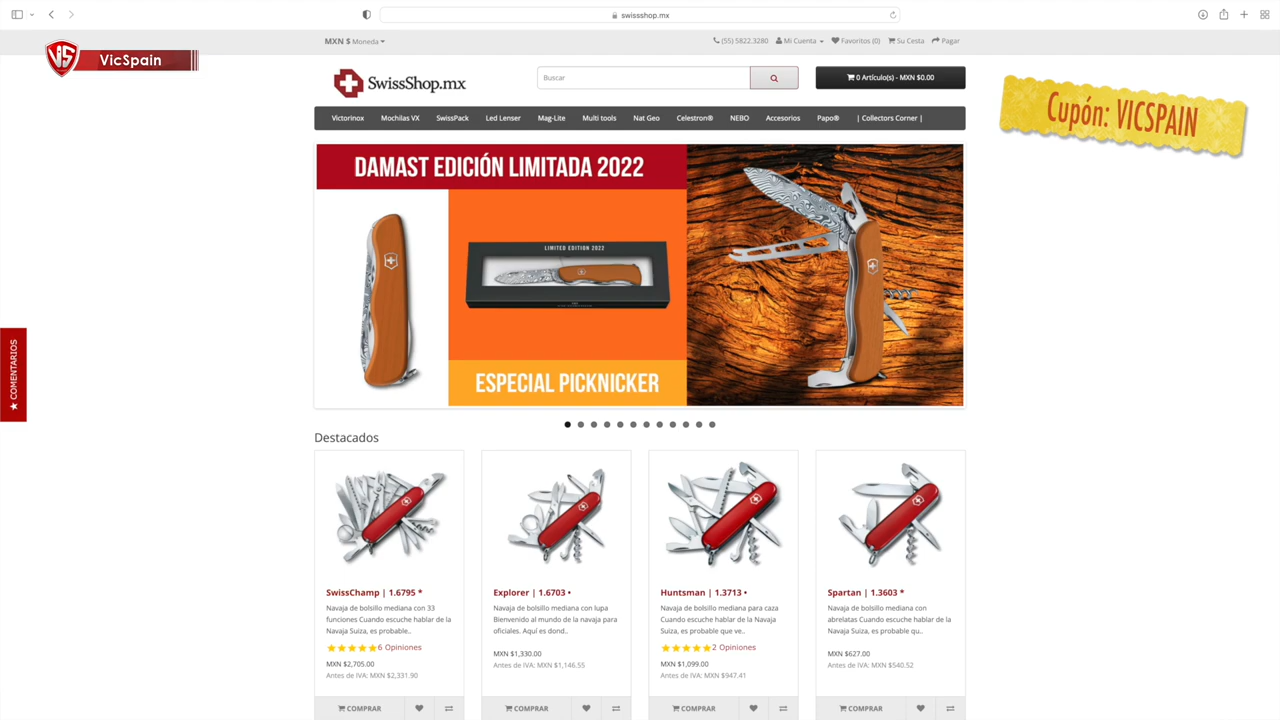 swissshop.mx
VicSpain
MXN $ Moneda
(55) 5822.3280 Mi Cuenta Favoritos (0) Su Cesta Pagar
SwissShop.mx
Buscar
0 Artículo(s) - MXN $0.00
Cupón: VICSPAIN
Victorinox Mochilas VX SwissPack Led Lenser Mag-Lite Multi tools Nat Geo Celestron® NEBO Accesorios Papo® | Collectors Corner |
DAMAST EDICIÓN LIMITADA 2022
LIMITED EDITION 2022
ESPECIAL PICKNICKER
★ COMENTARIOS
Destacados
SwissChamp | 1.6795 *
Navaja de bolsillo mediana con 33
funciones Cuando escuche hablar de la
Navaja Suiza, es probable..
6 Opiniones
MXN $2,705.00
Antes de IVA: MXN $2,331.90
COMPRAR
Explorer | 1.6703 •
Navaja de bolsillo mediana con lupa
Bienvenido al mundo de la navaja para
oficiales. Aquí es dond..
MXN $1,330.00
Antes de IVA: MXN $1,146.55
COMPRAR
Huntsman | 1.3713 •
Navaja de bolsillo mediana para caza
Cuando escuche hablar de la Navaja
Suiza, es probable que ve..
2 Opiniones
MXN $1,099.00
Antes de IVA: MXN $947.41
COMPRAR
Spartan | 1.3603 *
Navaja de bolsillo mediana con
abrelatas Cuando escuche hablar de la
Navaja Suiza, es probable qu..
MXN $627.00
Antes de IVA: MXN $540.52
COMPRAR